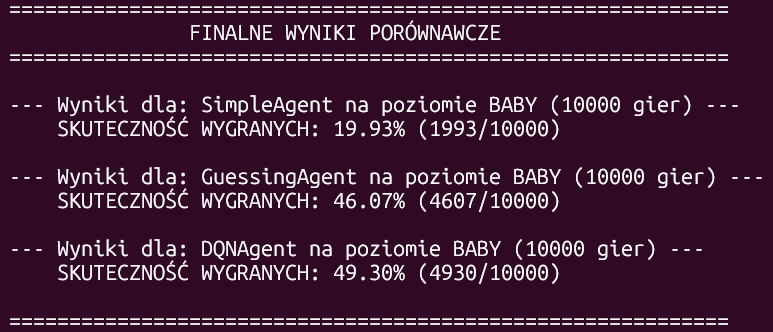 ============================================================
FINALNE WYNIKI PORÓWNAWCZE
============================================================
--- Wyniki dla: SimpleAgent na poziomie BABY (10000 gier) ---
SKUTECZNOŚĆ WYGRANYCH: 19.93% (1993/10000)
--- Wyniki dla: GuessingAgent na poziomie BABY (10000 gier) ---
SKUTECZNOŚĆ WYGRANYCH: 46.07% (4607/10000)
--- Wyniki dla: DQNAgent na poziomie BABY (10000 gier) ---
SKUTECZNOŚĆ WYGRANYCH: 49.30% (4930/10000)
============================================================